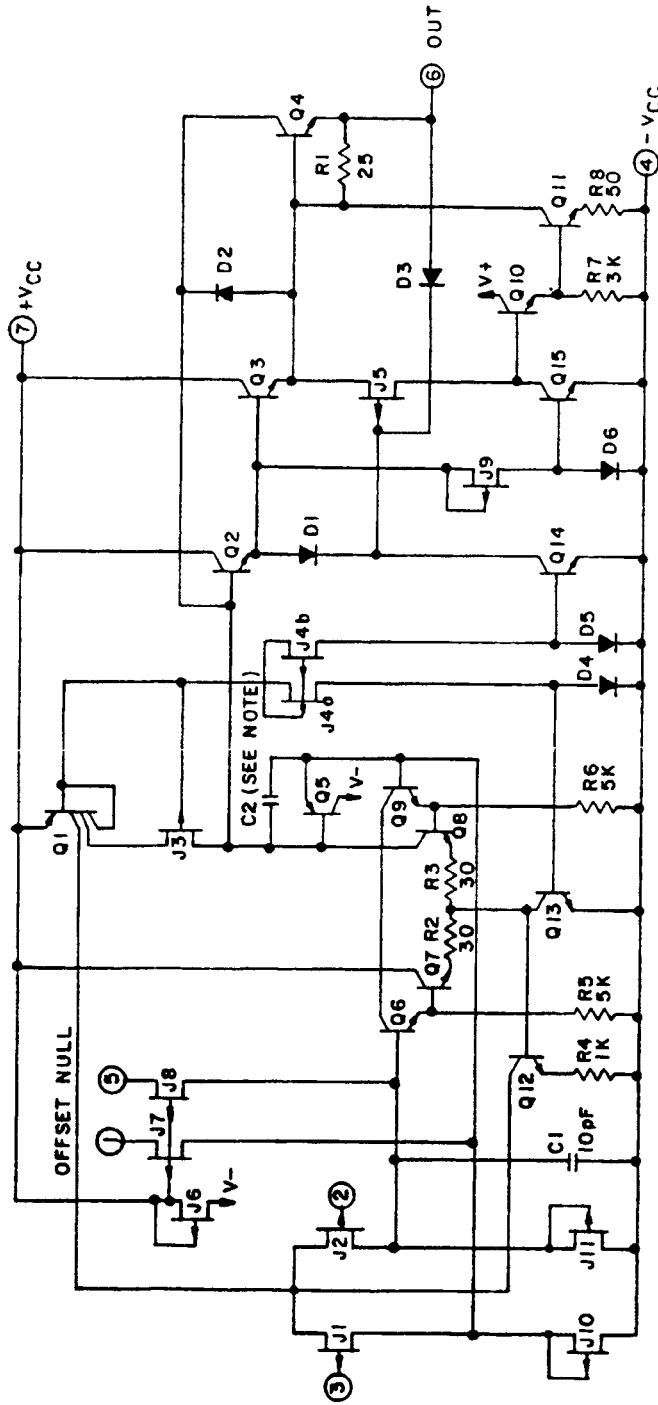 7 +VCC
Q1
OFFSET NULL
5
J8
1
J7
J6
V-
J3
J4b
J4a
C2 (SEE NOTE)
Q2
Q3
D2
Q4
R1
25
6 OUT
D1
D3
J5
J9
V+
Q10
Q11
Q5
V-
Q9
Q8
R3
30
R2
30
Q7
Q6
3
J1
J2
2
Q12
Q13
Q14
Q15
C1
10pF
R4
1K
R5
5K
R6
5K
D4
D5
D6
R7
3K
R8
50
J10
J11
4 -VCC